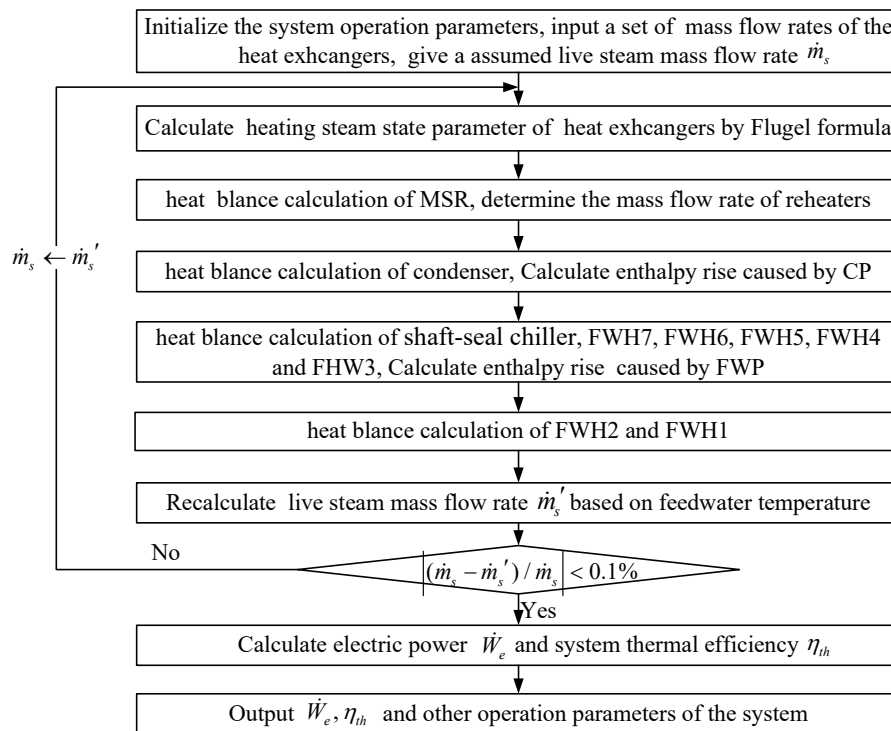 Initialize the system operation parameters, input a set of mass flow rates of the
heat exhcangers, give a assumed live steam mass flow rate ṁₛ
Calculate heating steam state parameter of heat exhcangers by Flugel formula
heat blance calculation of MSR, determine the mass flow rate of reheaters
ṁₛ ← ṁₛ′
heat blance calculation of condenser, Calculate enthalpy rise caused by CP
heat blance calculation of shaft-seal chiller, FWH7, FWH6, FWH5, FWH4
and FHW3, Calculate enthalpy rise caused by FWP
heat blance calculation of FWH2 and FWH1
Recalculate live steam mass flow rate ṁₛ′ based on feedwater temperature
No
|(ṁₛ − ṁₛ′) / ṁₛ| < 0.1%
Yes
Calculate electric power Ẇₑ and system thermal efficiency ηₜₕ
Output Ẇₑ, ηₜₕ and other operation parameters of the system